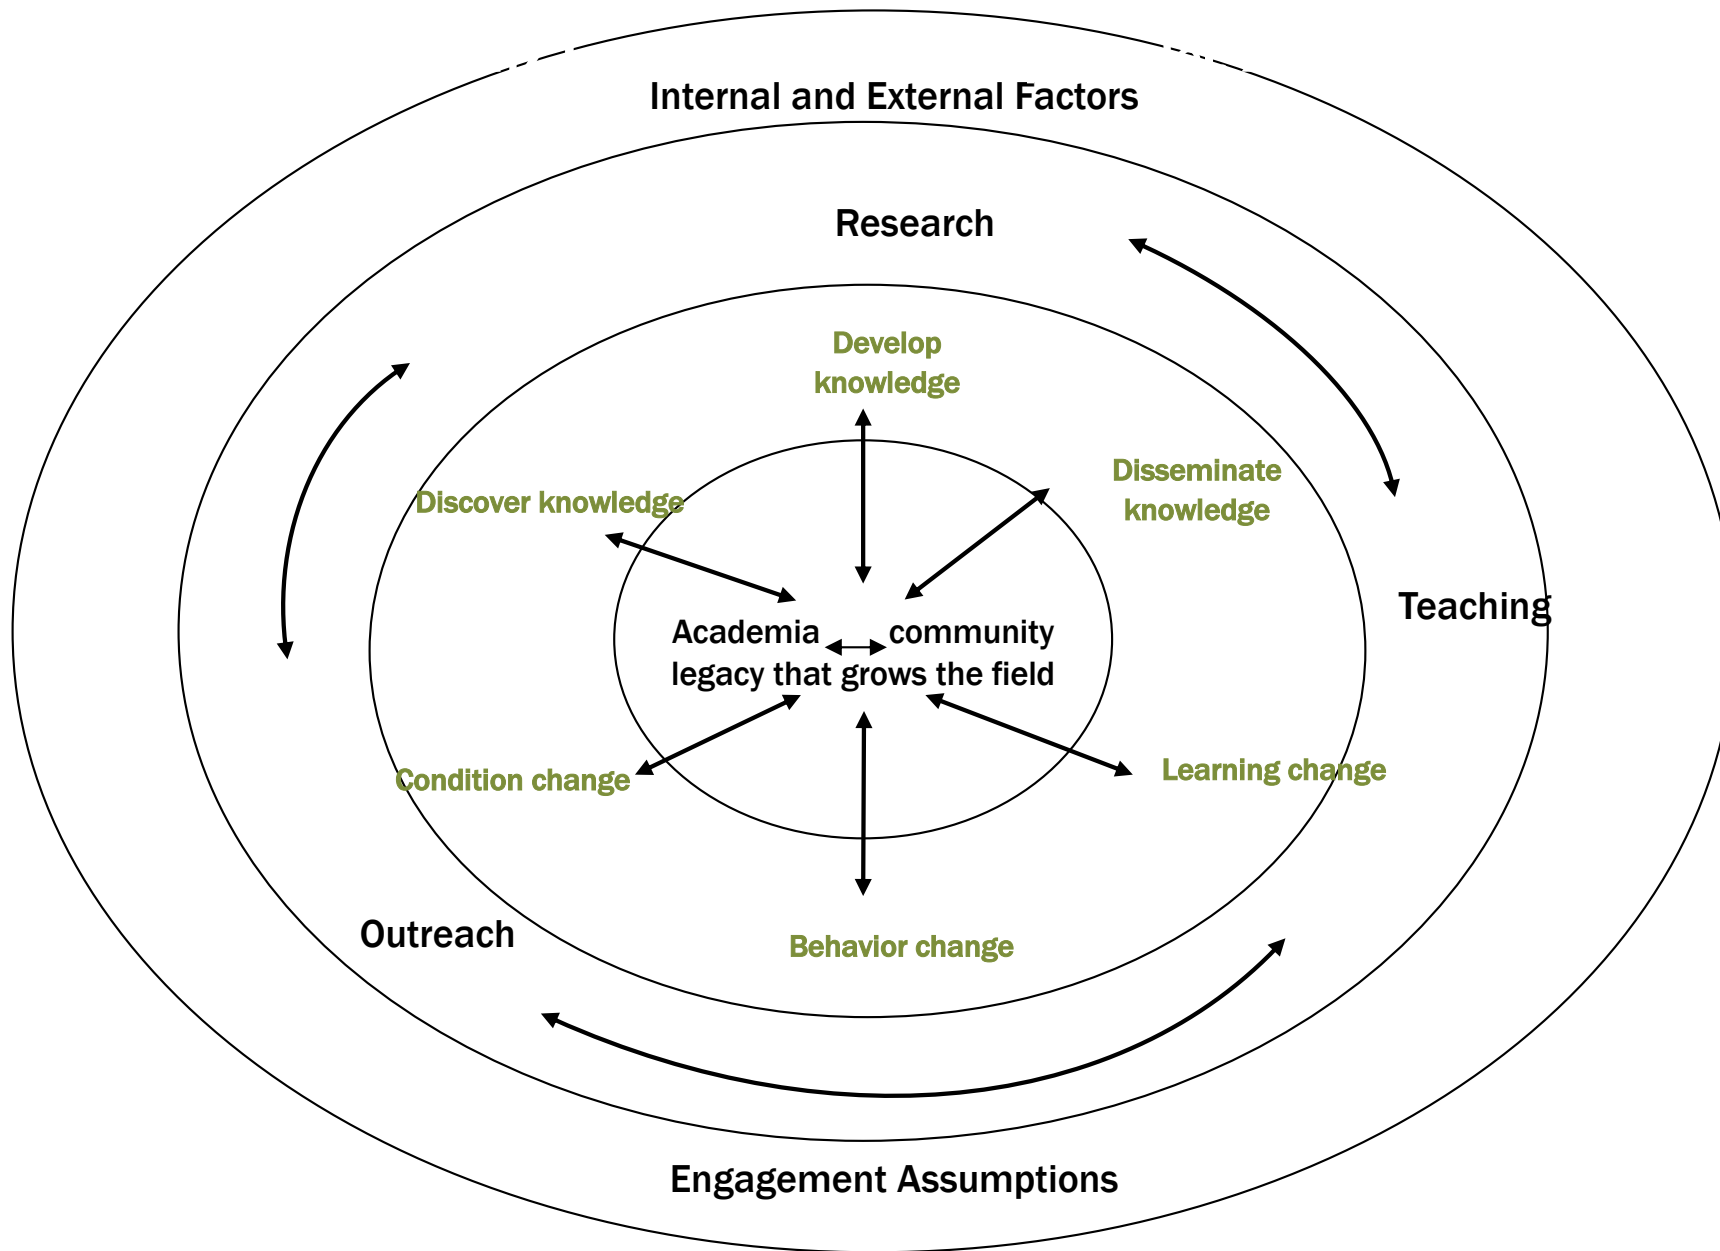 Internal and External Factors
Research
Develop
knowledge
Disseminate
knowledge
Discover knowledge
Teaching
Academia community
legacy that grows the field
Condition change
Learning change
Outreach
Behavior change
Engagement Assumptions